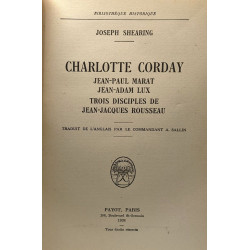 BIBLIOTHÈQUE HISTORIQUE
JOSEPH SHEARING
CHARLOTTE CORDAY
JEAN-PAUL MARAT
JEAN-ADAM LUX
TROIS DISCIPLES DE
JEAN-JACQUES ROUSSEAU
TRADUIT DE L'ANGLAIS PAR LE COMMANDANT A. DALLÈS
PAYOT, PARIS
106, Boulevard St-Germain
Tous droits réservés